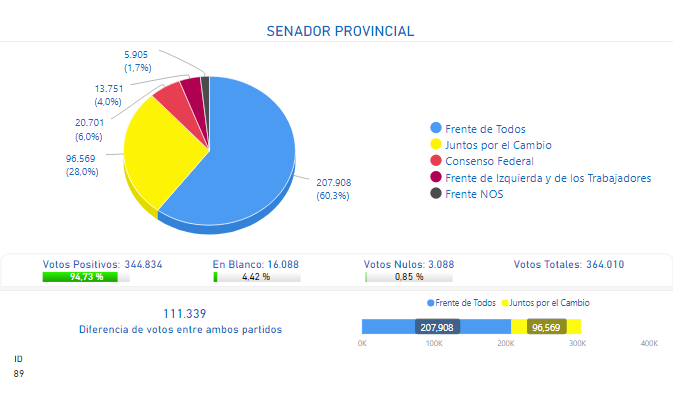 SENADOR PROVINCIAL
5.905
(1,7%)
13.751
(4,0%)
20.701
(6,0%)
96.569
(28,0%)
207.908
(60,3%)
Frente de Todos
Juntos por el Cambio
Consenso Federal
Frente de Izquierda y de los Trabajadores
Frente NOS
Votos Positivos: 344.834
94,73 %
En Blanco: 16.088
4,42 %
Votos Nulos: 3.088
0,85 %
Votos Totales: 364.010
111.339
Diferencia de votos entre ambos partidos
Frente de Todos Juntos por el Cambio
207,908 96,569
0K 100K 200K 300K 400K
ID
89